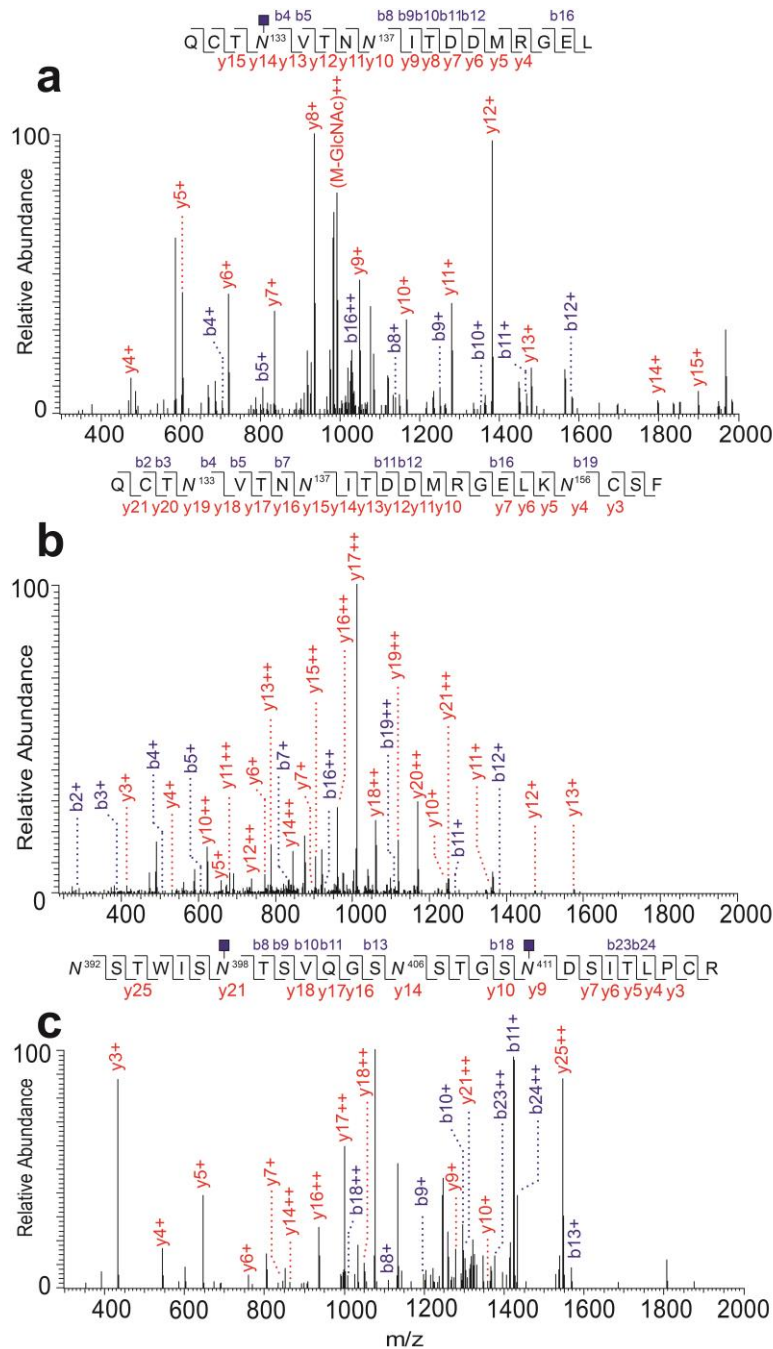 b4 b5 b8 b9 b10 b11 b12 b16
Q C T N133 V T N N137 I T D D M R G E L
y15 y14 y13 y12 y11 y10 y9 y8 y7 y6 y5 y4
a
Relative Abundance
100
0
y4+
y5+
b4+
y6+
b5+
y7+
y8+
(M-GlcNAc)++
b16++
y9+
b8+
y10+
b9+
y11+
b10+
y12+
b11+
y13+
b12+
y14+
y15+
400 600 800 1000 1200 1400 1600 1800 2000
b2 b3 b4 b5 b7 b11 b12 b16 b19
Q C T N133 V T N N137 I T D D M R G E L K N156 C S F
y21 y20 y19 y18 y17 y16 y15 y14 y13 y12 y11 y10 y7 y6 y5 y4 y3
b
Relative Abundance
100
0
b2+
b3+
y3+
b4+
y4+
b5+
y10++
y5+
y11++
y12++
y6+
y13++
b7+
y14++
y7+
y15++
b16++
y16++
y17++
y18++
b19++
y19++
y20++
y10+
y21++
b11+
y11+
b12+
y12+
y13+
400 600 800 1000 1200 1400 1600 1800 2000
b8 b9 b10 b11 b13 b18 b23 b24
N392 S T W I S N398 T S V Q G S N406 S T G S N411 D S I T L P C R
y25 y21 y18 y17 y16 y14 y10 y9 y7 y6 y5 y4 y3
c
Relative Abundance
100
0
y3+
y4+
y5+
y6+
y7+
y14++
y16++
y17++
b18++
y18++
b8+
b9+
b10+
y9+
y21++
y10+
b23++
b11+
b24++
y25++
b13+
400 600 800 1000 1200 1400 1600 1800 2000
m/z